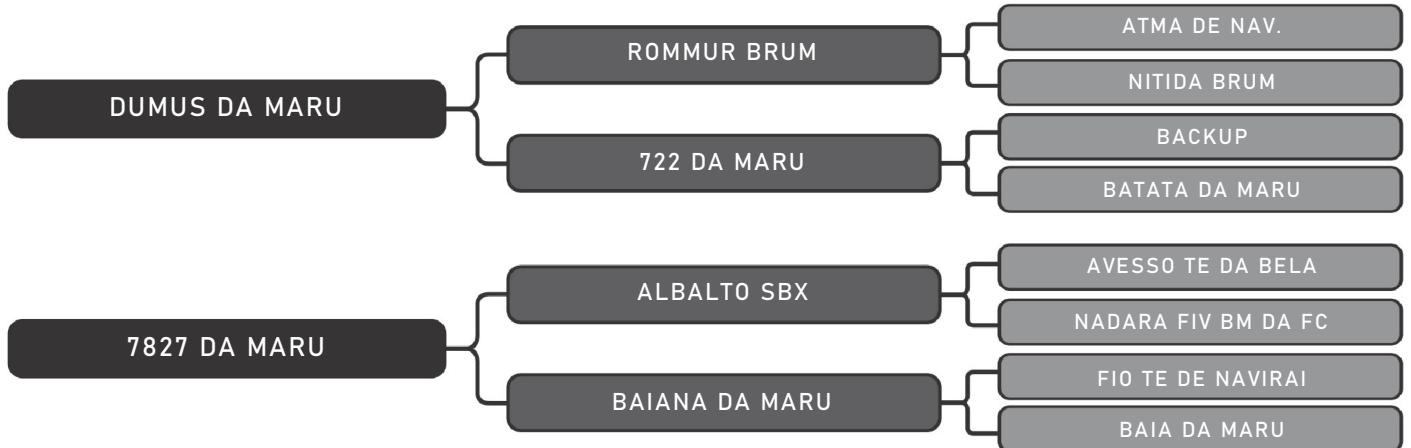 DUMUS DA MARU
ROMMUR BRUM
ATMA DE NAV.
NITIDA BRUM
722 DA MARU
BACKUP
BATATA DA MARU
7827 DA MARU
ALBALTO SBX
AVESSO TE DA BELA
NADARA FIV BM DA FC
BAIANA DA MARU
FIO TE DE NAVIRAI
BAIA DA MARU